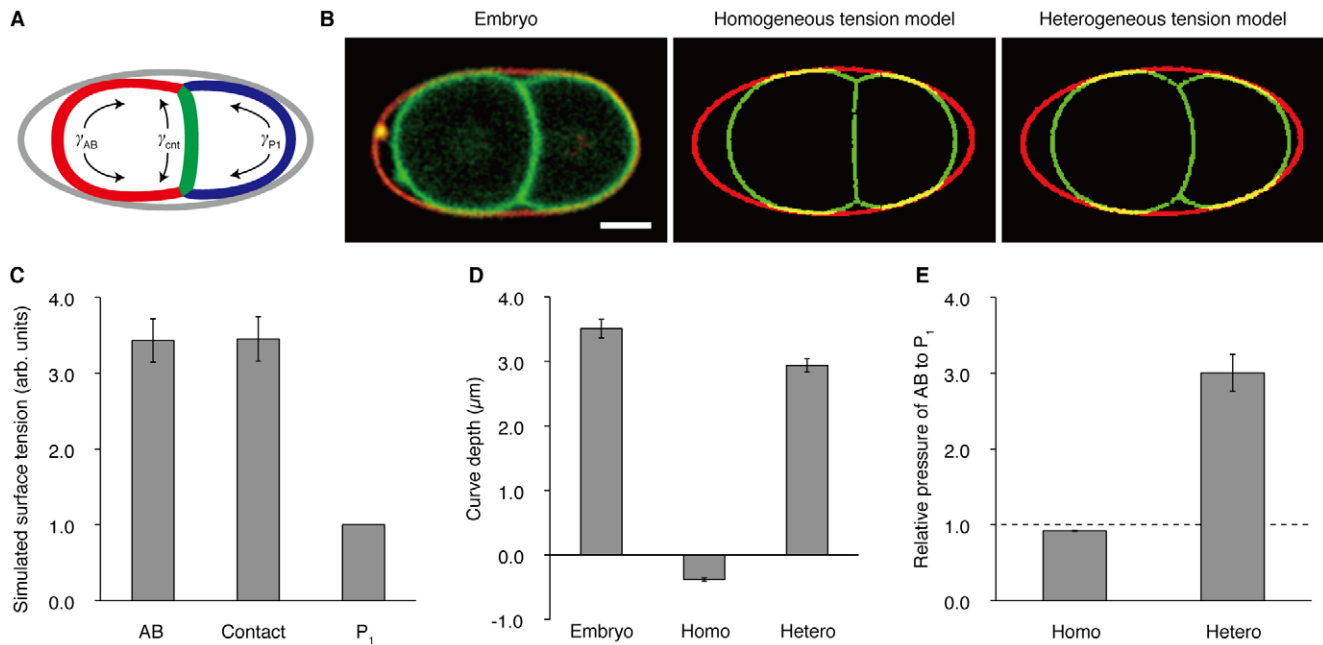 A
γAB
γcnt
γP1
B
Embryo
Homogeneous tension model
Heterogeneous tension model
C
Simulated surface tension (arb. units)
4.0
3.0
2.0
1.0
0.0
AB
Contact
P1
D
Curve depth (µm)
4.0
3.0
2.0
1.0
0.0
-1.0
Embryo
Homo
Hetero
E
Relative pressure of AB to P1
4.0
3.0
2.0
1.0
0.0
Homo
Hetero